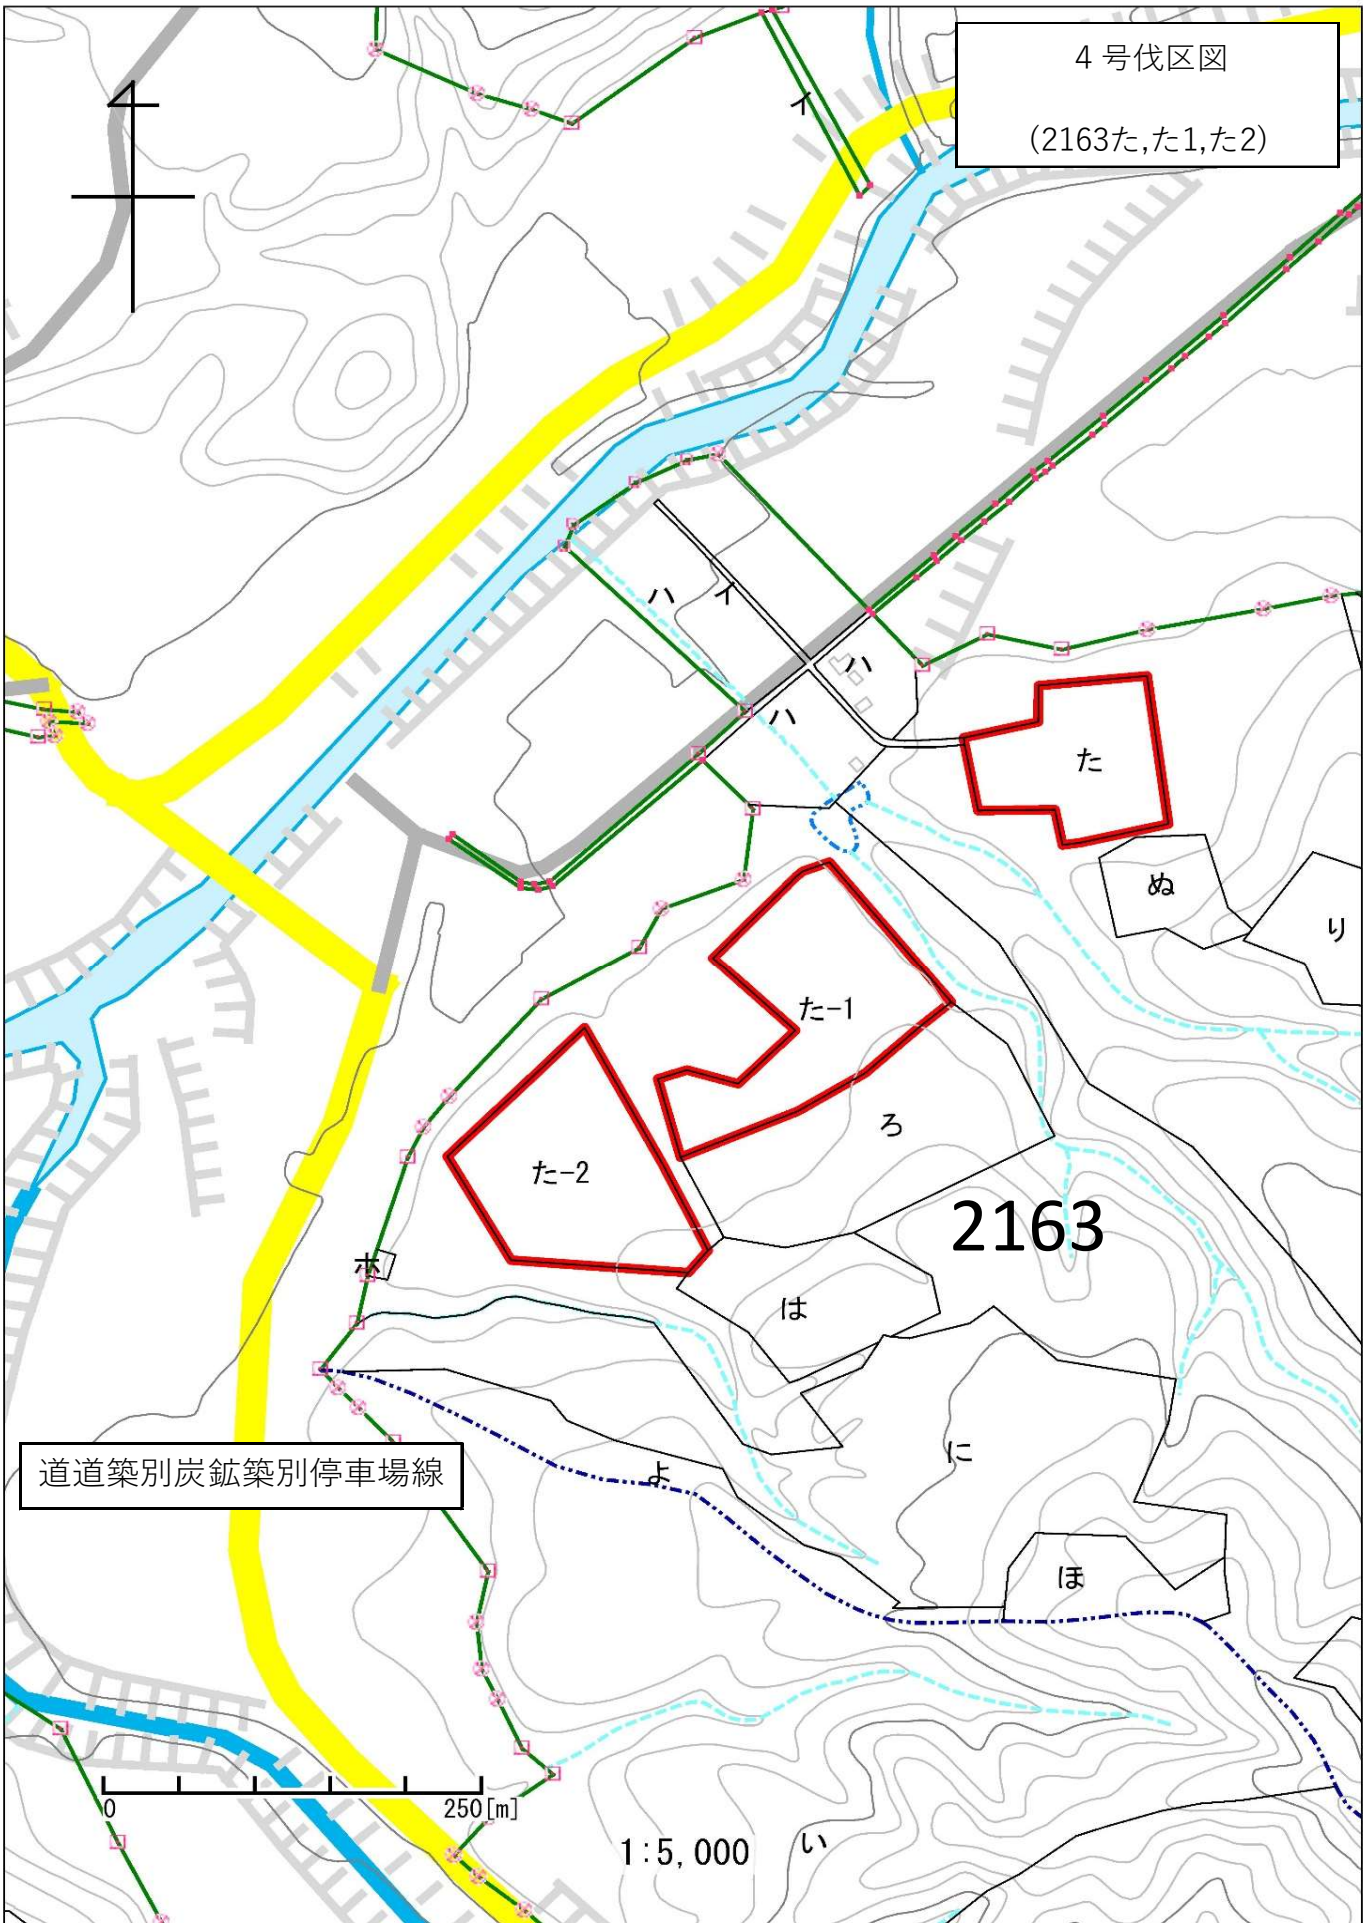 4号伐区図
(2163た,た1,た2)
イ
ハ
イ
ハ
ハ
た
ぬ
り
た-1
ろ
た-2
2163
ホ
は
に
道道築別炭鉱築別停車場線
よ
ほ
0
250[m]
1:5,000
い